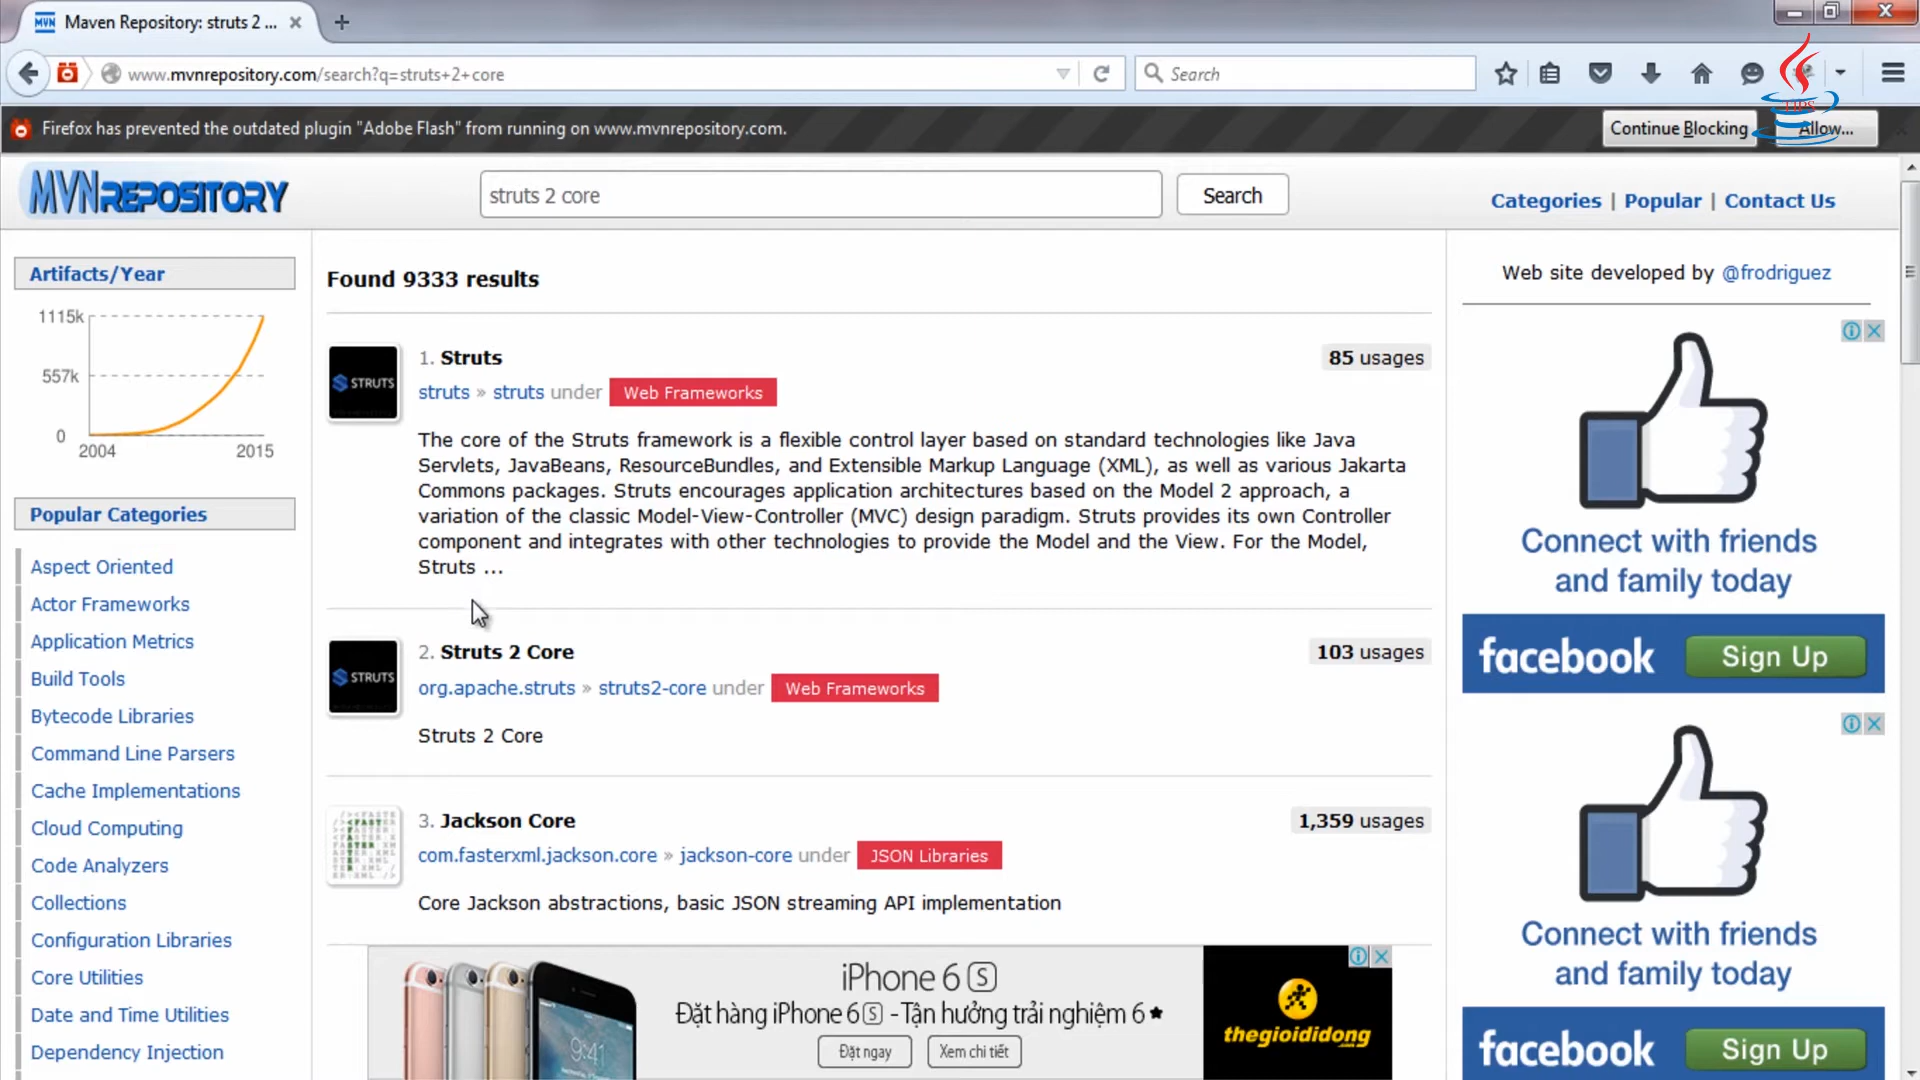 Maven Repository: struts 2 ...
www.mvnrepository.com/search?q=struts+2+core
Search
TIPS
Firefox has prevented the outdated plugin "Adobe Flash" from running on www.mvnrepository.com.
Continue Blocking
Allow...
MVNREPOSITORY
struts 2 core
Search
Categories | Popular | Contact Us
Artifacts/Year
1115k
557k
0
2004
2015
Popular Categories
Aspect Oriented
Actor Frameworks
Application Metrics
Build Tools
Bytecode Libraries
Command Line Parsers
Cache Implementations
Cloud Computing
Code Analyzers
Collections
Configuration Libraries
Core Utilities
Date and Time Utilities
Dependency Injection
Found 9333 results
STRUTS
1. Struts
85 usages
struts » struts under Web Frameworks
The core of the Struts framework is a flexible control layer based on standard technologies like Java
Servlets, JavaBeans, ResourceBundles, and Extensible Markup Language (XML), as well as various Jakarta
Commons packages. Struts encourages application architectures based on the Model 2 approach, a
variation of the classic Model-View-Controller (MVC) design paradigm. Struts provides its own Controller
component and integrates with other technologies to provide the Model and the View. For the Model,
Struts ...
STRUTS
2. Struts 2 Core
103 usages
org.apache.struts » struts2-core under Web Frameworks
Struts 2 Core
3. Jackson Core
1,359 usages
com.fasterxml.jackson.core » jackson-core under JSON Libraries
Core Jackson abstractions, basic JSON streaming API implementation
9:41
iPhone 6 S
Đặt hàng iPhone 6 S - Tận hưởng trải nghiệm 6 ★
Đặt ngay
Xem chi tiết
thegioididong.com
Web site developed by @frodriguez
Connect with friends
and family today
facebook
Sign Up
Connect with friends
and family today
facebook
Sign Up